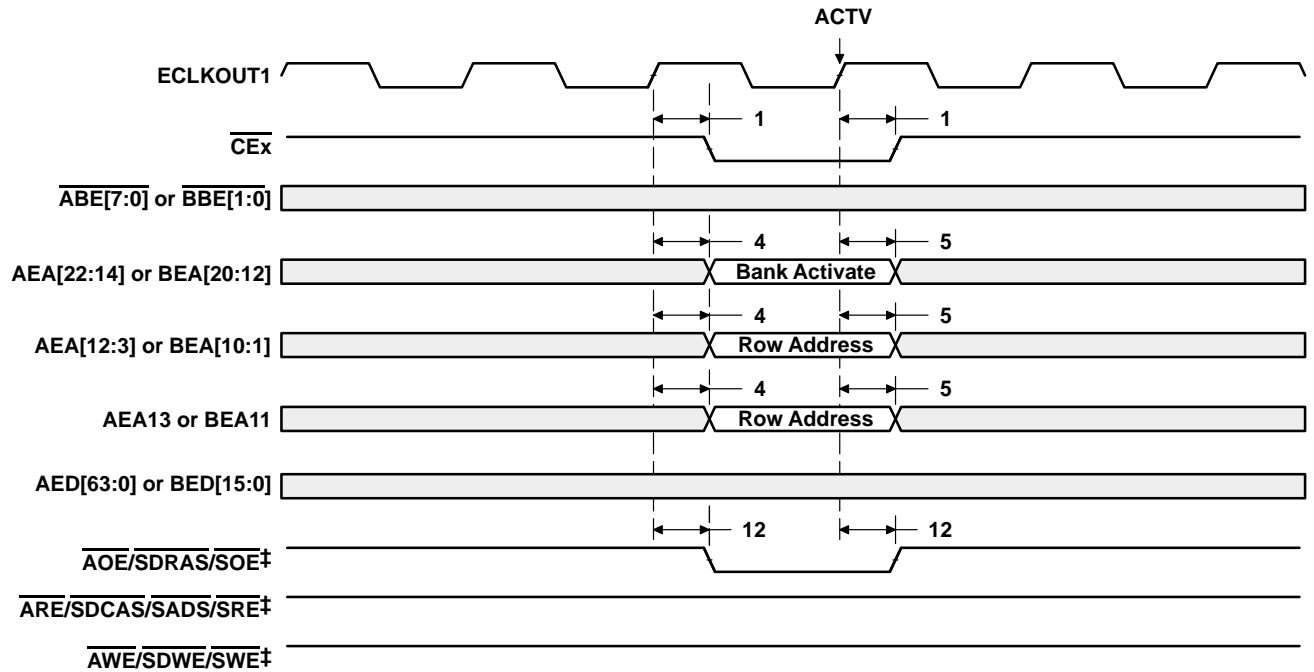 ACTV
ECLKOUT1
1 1
CEx
ABE[7:0] or BBE[1:0]
4 5
AEA[22:14] or BEA[20:12] Bank Activate
4 5
AEA[12:3] or BEA[10:1] Row Address
4 5
AEA13 or BEA11 Row Address
AED[63:0] or BED[15:0]
12 12
AOE/SDRAS/SOE‡
ARE/SDCAS/SADS/SRE‡
AWE/SDWE/SWE‡